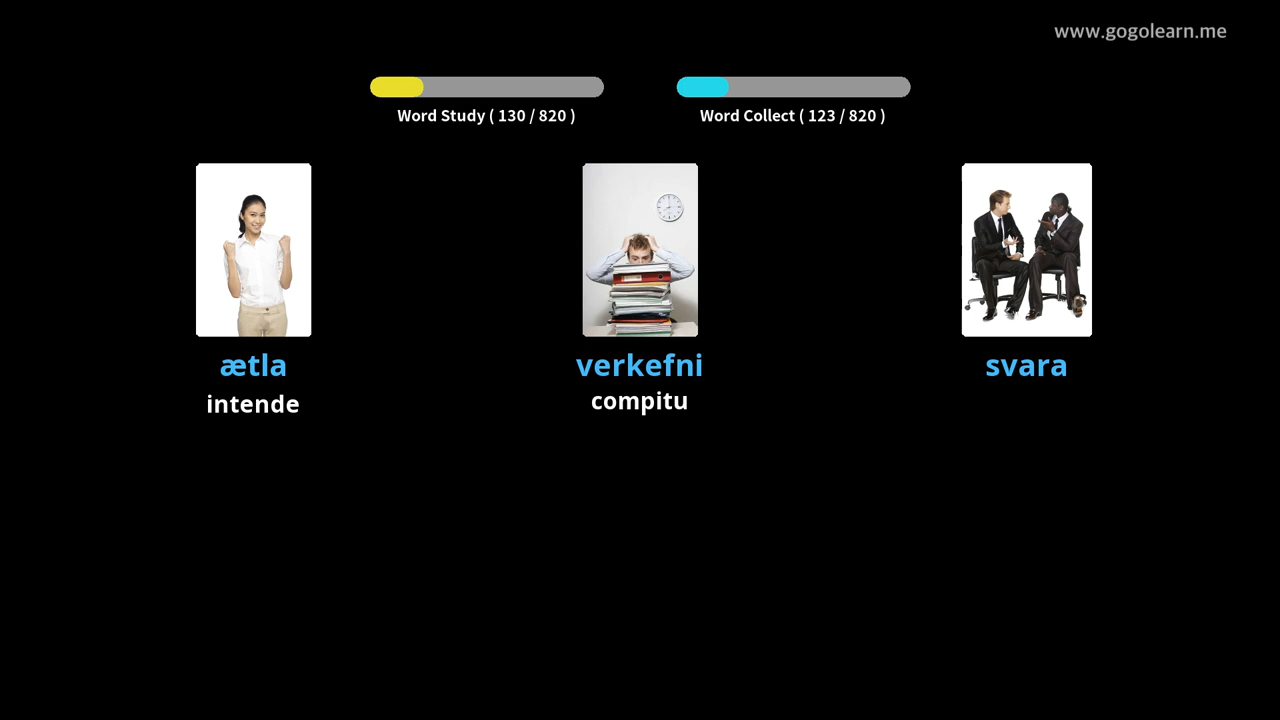 www.gogolearn.me
Word Study ( 130 / 820 )
Word Collect ( 123 / 820 )
ætla
verkefni
svara
intende
compitu